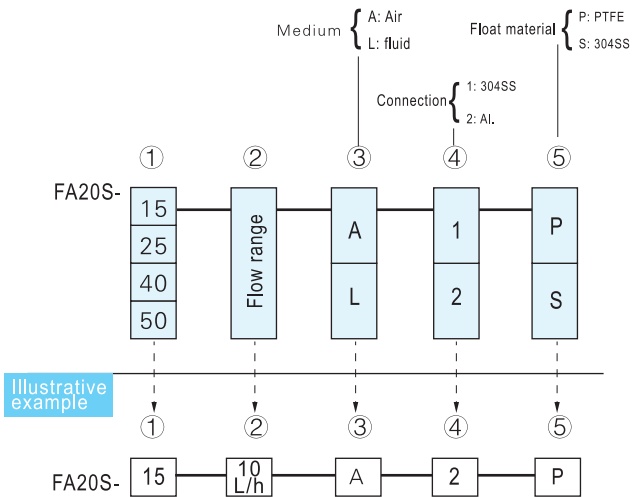 Medium { A: Air
L: fluid
Float material { P: PTFE
S: 304SS
Connection { 1: 304SS
2: Al.
① ② ③ ④ ⑤
FA20S-
15
25
40
50
Flow range
A
L
1
2
P
S
Illustrative
example
① ② ③ ④ ⑤
FA20S- 15 10 L/h A 2 P